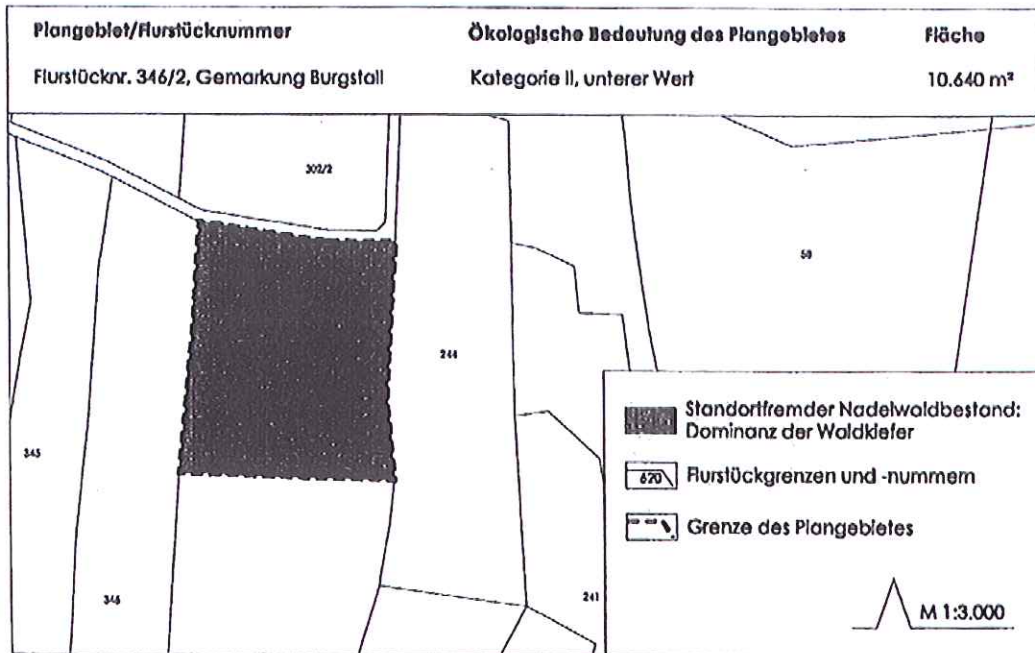 Plangebiet/Flurstücknummer Ökologische Bedeutung des Plangebietes Fläche
Flurstücknr. 346/2, Gemarkung Burgstall Kategorie II, unterer Wert 10.640 m²
302/2
50
244
345
346
241
Standortfremder Nadelwaldbestand:
Dominanz der Waldkiefer
620 Flurstückgrenzen und -nummern
Grenze des Plangebietes
M 1:3.000